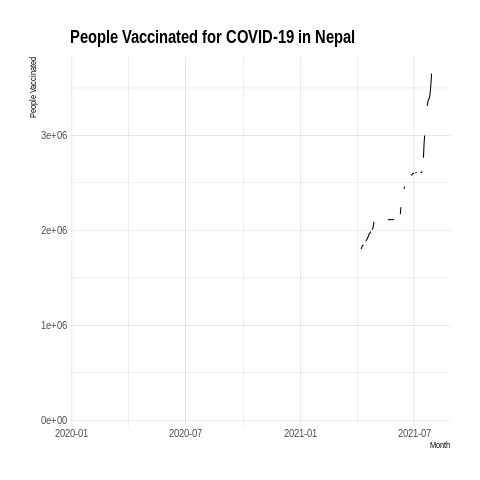 People Vaccinated for COVID-19 in Nepal
People Vaccinated
3e+06
2e+06
1e+06
0e+00
2020-01 2020-07 2021-01 2021-07
Month